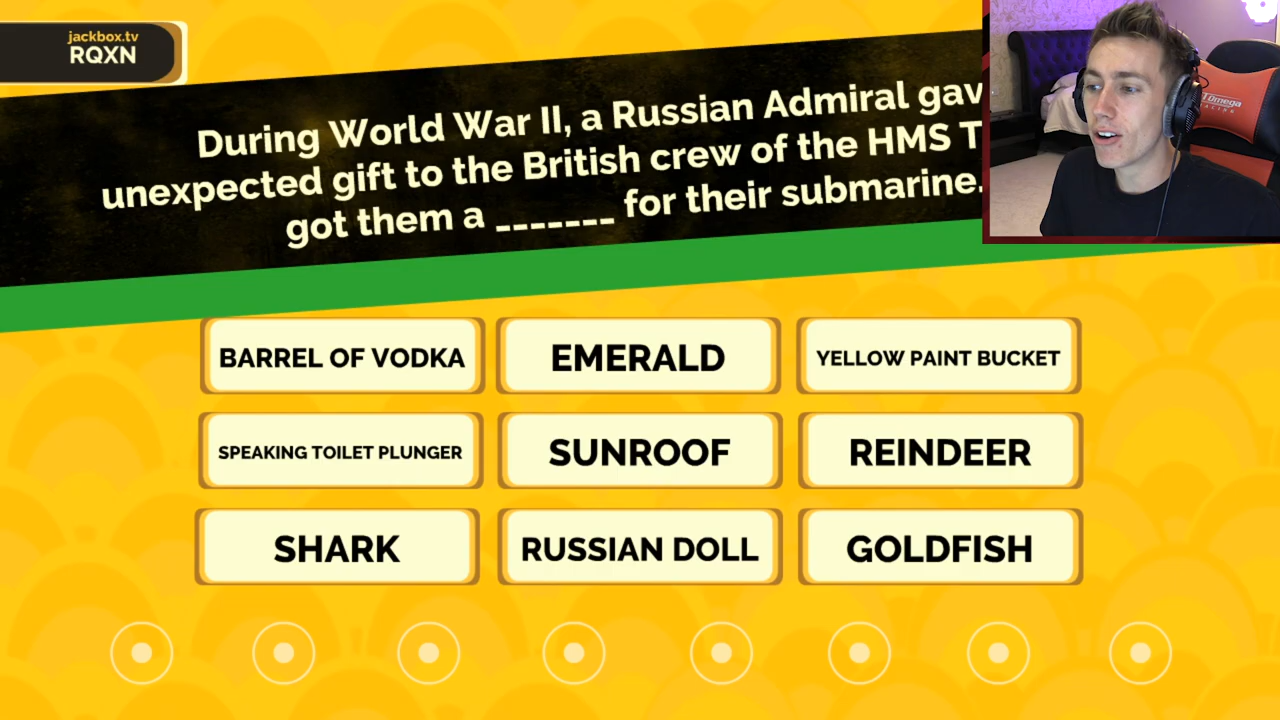 jackbox.tv
RQXN
During World War II, a Russian Admiral gav
unexpected gift to the British crew of the HMS T
got them a _______ for their submarine.
BARREL OF VODKA
EMERALD
YELLOW PAINT BUCKET
SPEAKING TOILET PLUNGER
SUNROOF
REINDEER
SHARK
RUSSIAN DOLL
GOLDFISH
Omega